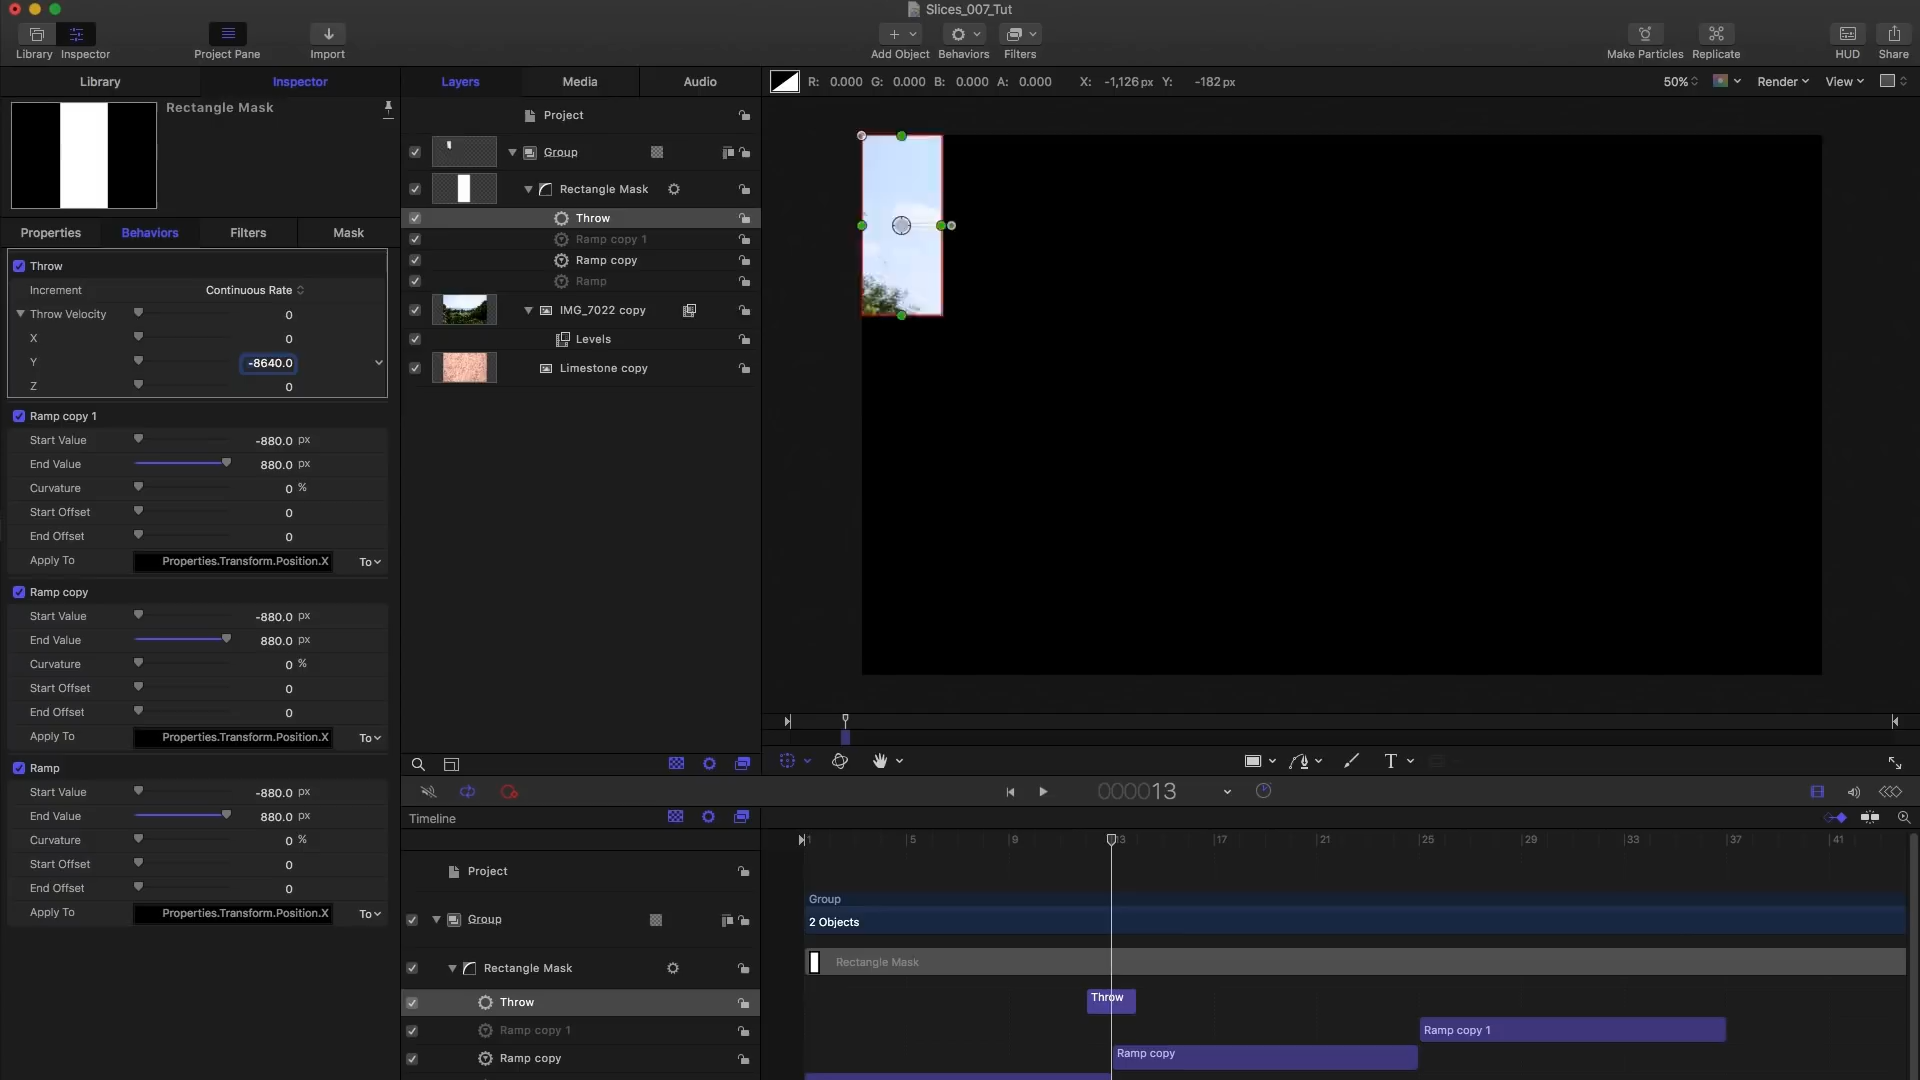 Slices_007_Tut
Library
Inspector
Project Pane
Import
Add Object
Behaviors
Filters
Make Particles
Replicate
HUD
Share
Library
Inspector
Layers
Media
Audio
R: 0.000 G: 0.000 B: 0.000 A: 0.000 X: -1,126 px Y: -182 px
50%
Render
View
Rectangle Mask
Project
Group
Rectangle Mask
Throw
Ramp copy 1
Ramp copy
Ramp
IMG_7022 copy
Levels
Limestone copy
Properties
Behaviors
Filters
Mask
Throw
Increment Continuous Rate
Throw Velocity 0
X 0
Y -8640.0
Z 0
Ramp copy 1
Start Value -880.0 px
End Value 880.0 px
Curvature 0 %
Start Offset 0
End Offset 0
Apply To Properties.Transform.Position.X To
Ramp copy
Start Value -880.0 px
End Value 880.0 px
Curvature 0 %
Start Offset 0
End Offset 0
Apply To Properties.Transform.Position.X To
Ramp
Start Value -880.0 px
End Value 880.0 px
Curvature 0 %
Start Offset 0
End Offset 0
Apply To Properties.Transform.Position.X To
T
000013
Timeline
1 5 9 13 17 21 25 29 33 37 41
Project
Group
Group
2 Objects
Rectangle Mask
Rectangle Mask
Throw
Throw
Ramp copy 1
Ramp copy 1
Ramp copy
Ramp copy